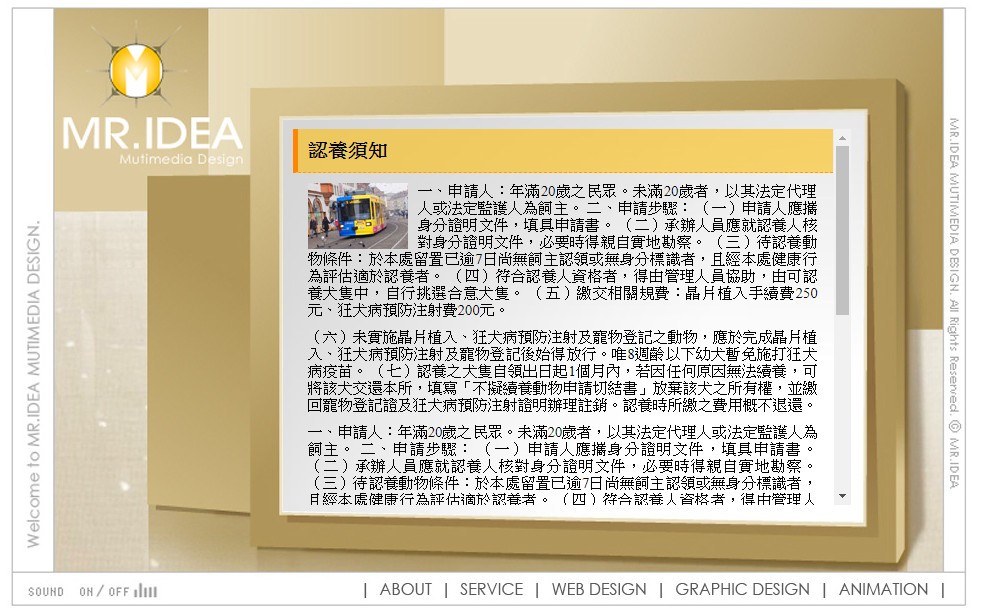 MR.IDEA
Mutimedia Design
認養須知
一、申請人：年滿20歲之民眾。未滿20歲者，以其法定代理
人或法定監護人為飼主。 二、申請步驟： （一）申請人應攜
身分證明文件，填具申請書。 （二）承辦人員應就認養人核
對身分證明文件，必要時得親自實地勘察。 （三）待認養動
物條件：於本處留置已逾7日尚無飼主認領或無身分標識者，且經本處健康行
為評估適於認養者。 （四）符合認養人資格者，得由管理人員協助，由可認
養犬隻中，自行挑選合意犬隻。 （五）繳交相關規費：晶片植入手續費250
元、狂犬病預防注射費200元。
（六）未實施晶片植入、狂犬病預防注射及寵物登記之動物，應於完成晶片植
入、狂犬病預防注射及寵物登記後始得放行。唯8週齡以下幼犬暫免施打狂犬
病疫苗。 （七）認養之犬隻自領出日起1個月內，若因任何原因無法續養，可
將該犬交還本所，填寫「不擬續養動物申請切結書」放棄該犬之所有權，並繳
回寵物登記證及狂犬病預防注射證明辦理註銷。認養時所繳之費用概不退還。
一、申請人：年滿20歲之民眾。未滿20歲者，以其法定代理人或法定監護人為
飼主。 二、申請步驟： （一）申請人應攜身分證明文件，填具申請書。
（二）承辦人員應就認養人核對身分證明文件，必要時得親自實地勘察。
（三）待認養動物條件：於本處留置已逾7日尚無飼主認領或無身分標識者，
且經本處健康行為評估適於認養者。 （四）符合認養人資格者，得由管理人
Welcome to MR.IDEA MUTIMEDIA DESIGN.
MR.IDEA MUTIMEDIA DESIGN. All Rights Reserved. © MR.IDEA
SOUND ON / OFF
| ABOUT | SERVICE | WEB DESIGN | GRAPHIC DESIGN | ANIMATION |